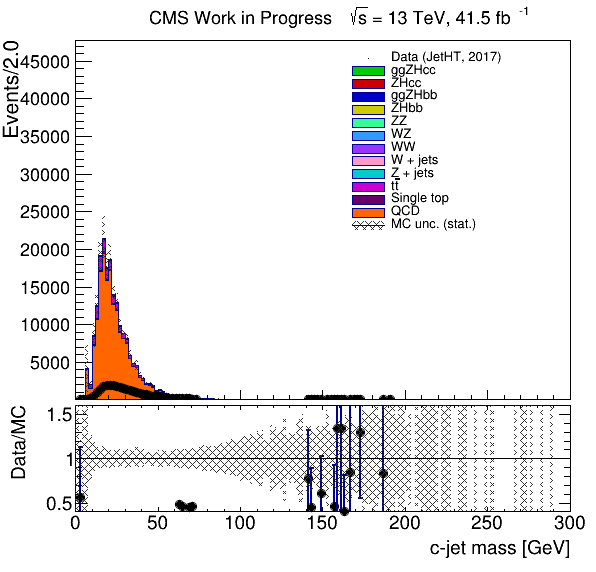 CMS Work in Progress √s = 13 TeV, 41.5 fb -1
Events/2.0
45000
40000
35000
30000
25000
20000
15000
10000
5000
0
Data (JetHT, 2017)
ggZHcc
ZHcc
ggZHbb
ZHbb
ZZ
WZ
WW
W + jets
Z + jets
tt̅
Single top
QCD
MC unc. (stat.)
Data/MC
1.5
1
0.5
0 50 100 150 200 250 300
c-jet mass [GeV]